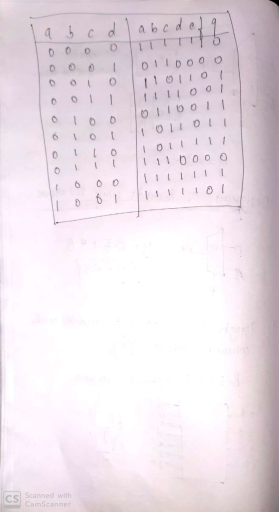 a b c d a b c d e f g
0 0 0 0 1 1 1 1 1 1 0
0 0 0 1 0 1 1 0 0 0 0
0 0 1 0 1 1 0 1 1 0 1
0 0 1 1 1 1 1 1 0 0 1
0 1 0 0 0 1 1 0 0 1 1
0 1 0 1 1 0 1 1 0 1 1
0 1 1 0 1 0 1 1 1 1 1
0 1 1 1 1 1 1 0 0 0 0
1 0 0 0 1 1 1 1 1 1 1
1 0 0 1 1 1 1 1 1 0 1
CS Scanned with
CamScanner